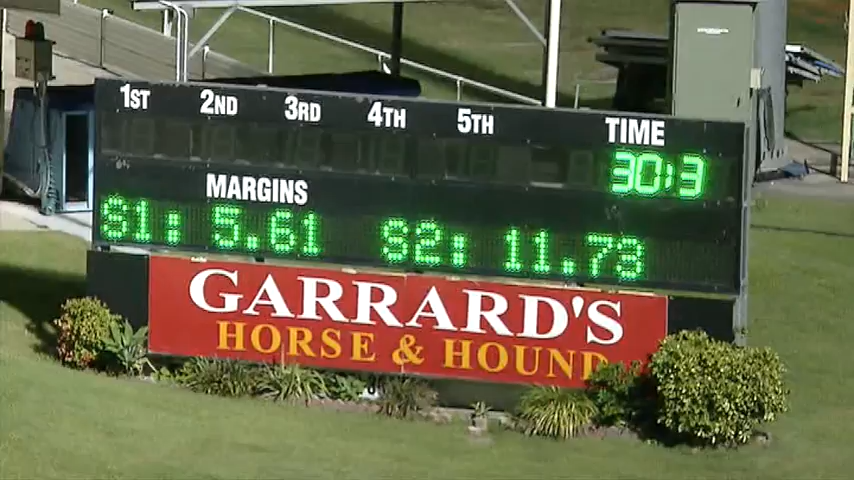 1ST 2ND 3RD 4TH 5TH TIME
30:3
MARGINS
S1: 5.61 S2: 11.73
GARRARD'S
HORSE & HOUND